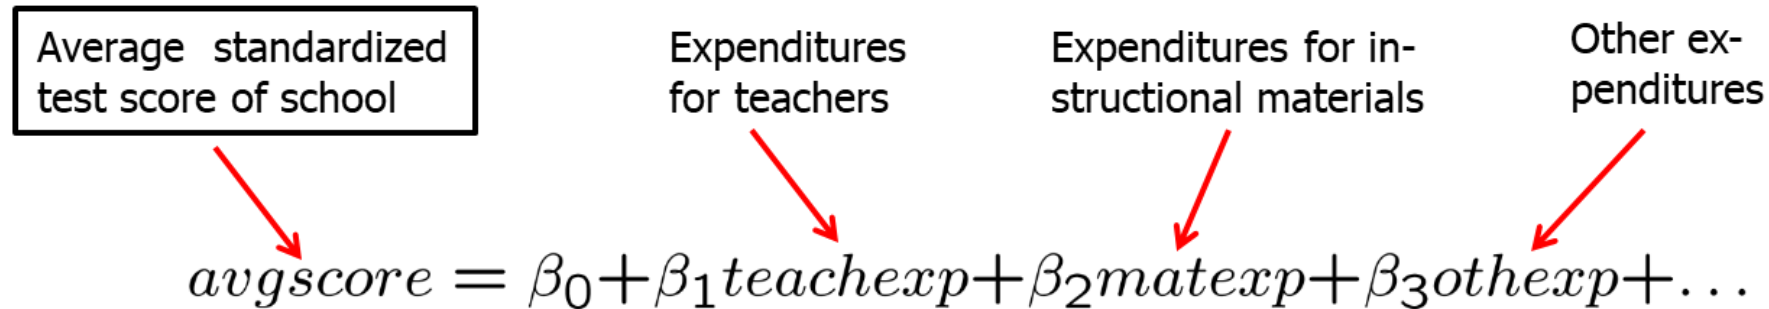 Average standardized
test score of school
Expenditures
for teachers
Expenditures for in-
structional materials
Other ex-
penditures
avgscore = β₀+β₁teachexp+β₂matexp+β₃othexp+...